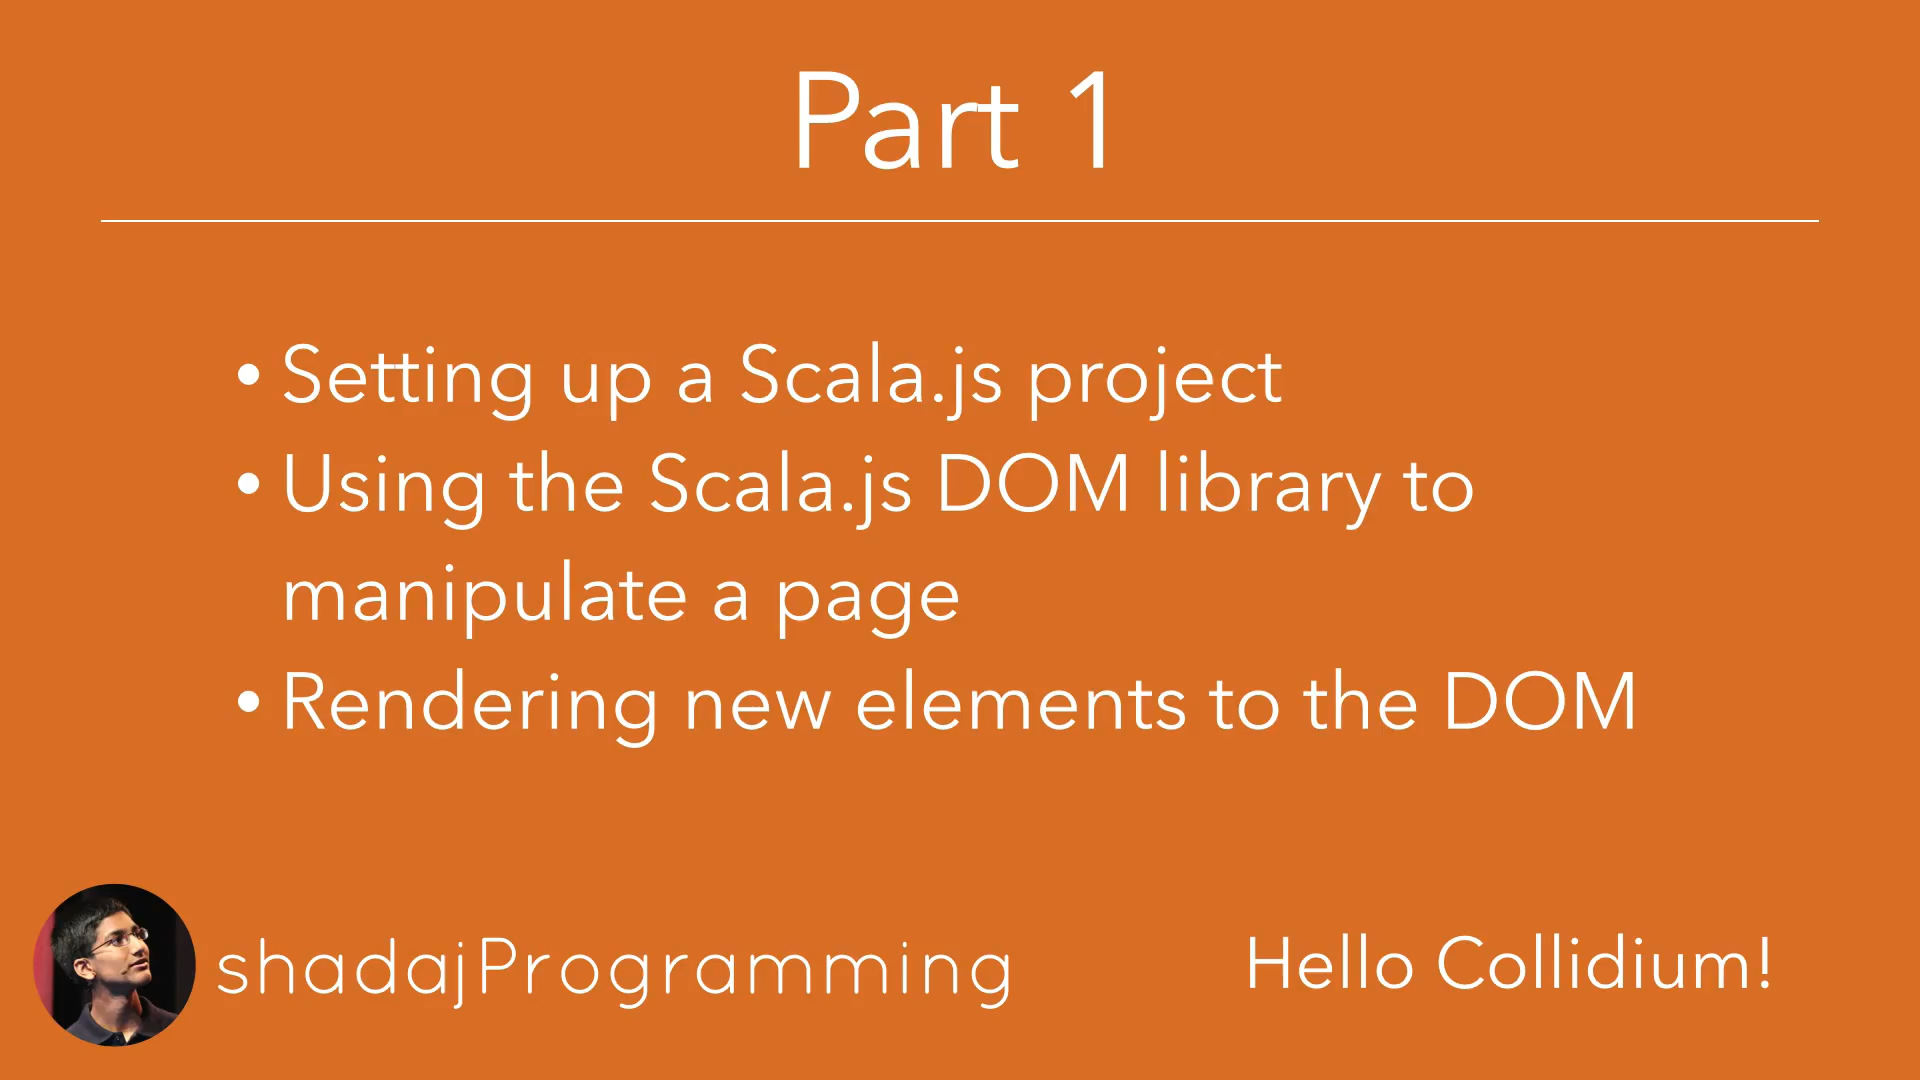 Part 1
• Setting up a Scala.js project
• Using the Scala.js DOM library to
manipulate a page
• Rendering new elements to the DOM
shadajProgramming
Hello Collidium!